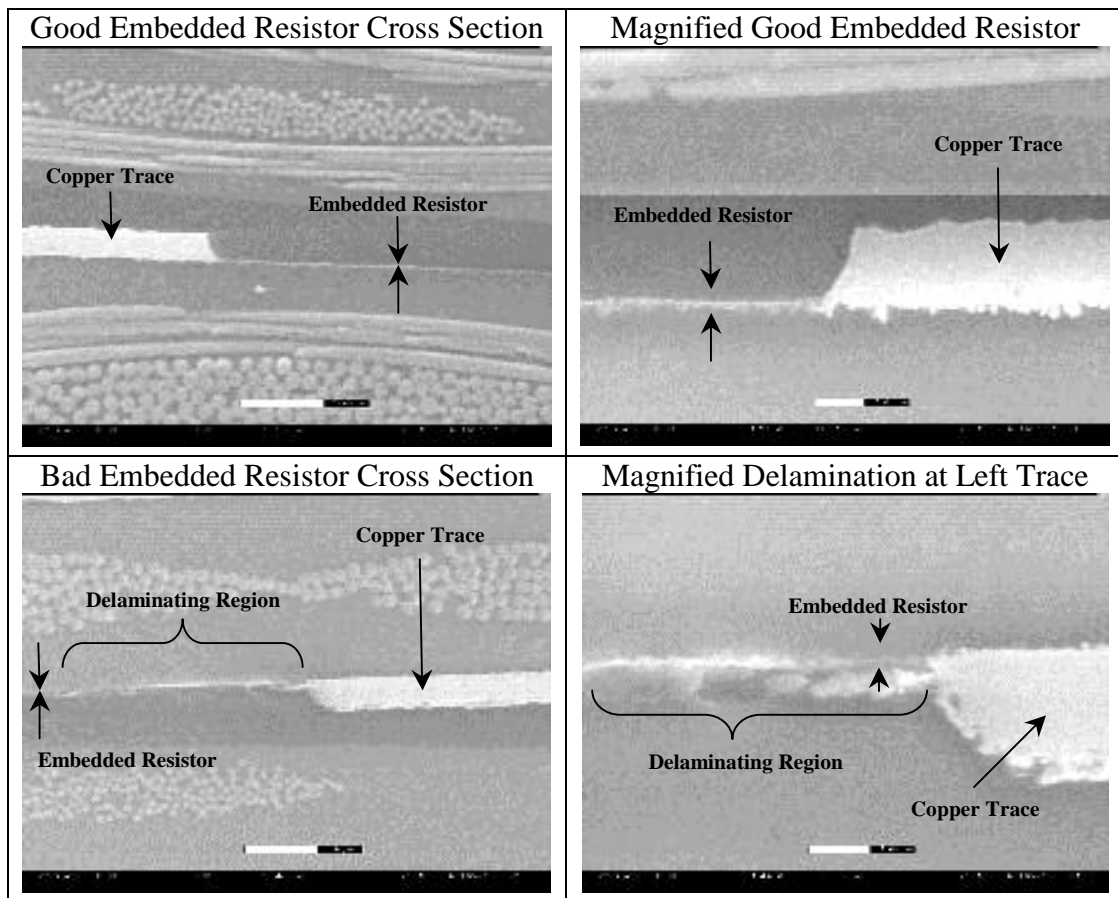 Good Embedded Resistor Cross Section
Copper Trace
Embedded Resistor
Magnified Good Embedded Resistor
Copper Trace
Embedded Resistor
Bad Embedded Resistor Cross Section
Copper Trace
Delaminating Region
Embedded Resistor
Magnified Delamination at Left Trace
Embedded Resistor
Delaminating Region
Copper Trace